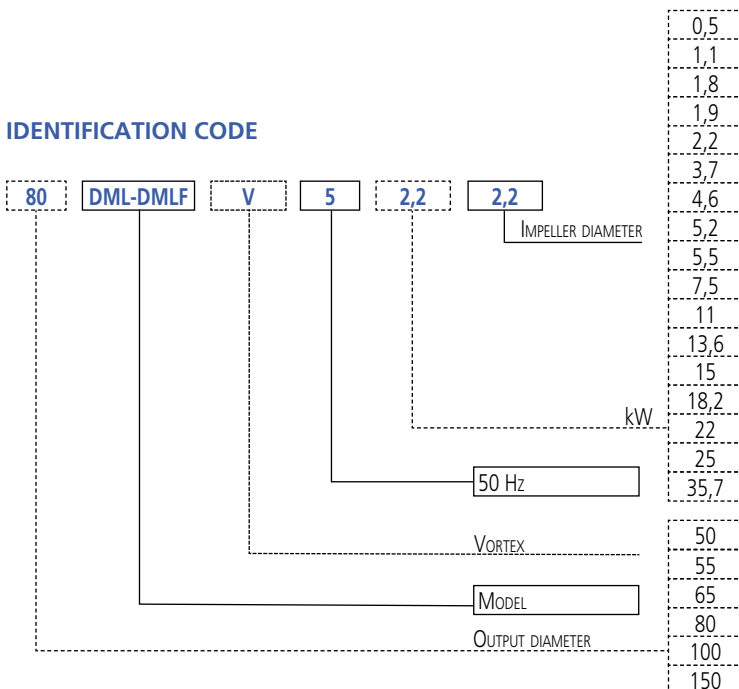 IDENTIFICATION CODE
80 DML-DMLF V 5 2,2 2,2
IMPELLER DIAMETER
kW
50 Hz
VORTEX
MODEL
OUTPUT DIAMETER
0,5
1,1
1,8
1,9
2,2
3,7
4,6
5,2
5,5
7,5
11
13,6
15
18,2
22
25
35,7
50
55
65
80
100
150